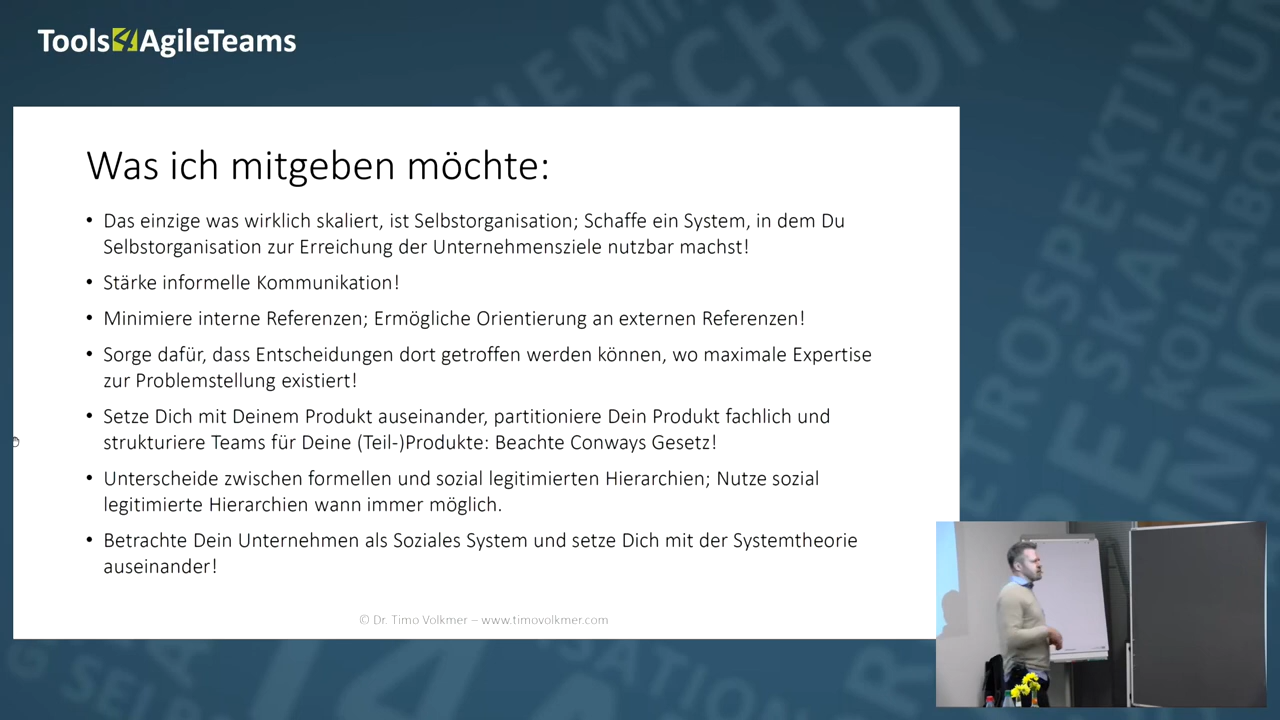 Tools4AgileTeams
Was ich mitgeben möchte:
• Das einzige was wirklich skaliert, ist Selbstorganisation; Schaffe ein System, in dem Du
Selbstorganisation zur Erreichung der Unternehmensziele nutzbar machst!
• Stärke informelle Kommunikation!
• Minimiere interne Referenzen; Ermögliche Orientierung an externen Referenzen!
• Sorge dafür, dass Entscheidungen dort getroffen werden können, wo maximale Expertise
zur Problemstellung existiert!
• Setze Dich mit Deinem Produkt auseinander, partitioniere Dein Produkt fachlich und
strukturiere Teams für Deine (Teil-)Produkte: Beachte Conways Gesetz!
• Unterscheide zwischen formellen und sozial legitimierten Hierarchien; Nutze sozial
legitimierte Hierarchien wann immer möglich.
• Betrachte Dein Unternehmen als Soziales System und setze Dich mit der Systemtheorie
auseinander!
© Dr. Timo Volkmer – www.timovolkmer.com